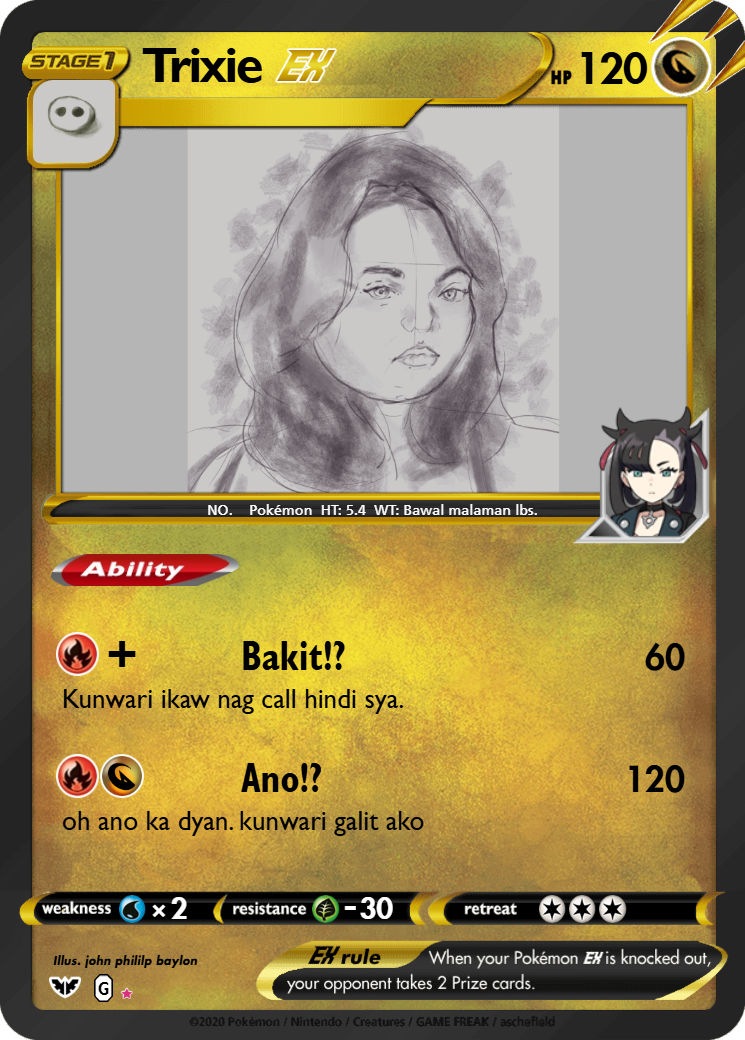 STAGE1
Trixie EX
HP 120
NO. Pokémon HT: 5.4 WT: Bawal malaman lbs.
Ability
+ Bakit!? 60
Kunwari ikaw nag call hindi sya.
Ano!? 120
oh ano ka dyan. kunwari galit ako
weakness ×2
resistance -30
retreat
Illus. john phililp baylon
G
EX rule When your Pokémon EX is knocked out,
your opponent takes 2 Prize cards.
©2020 Pokémon / Nintendo / Creatures / GAME FREAK / aschefield